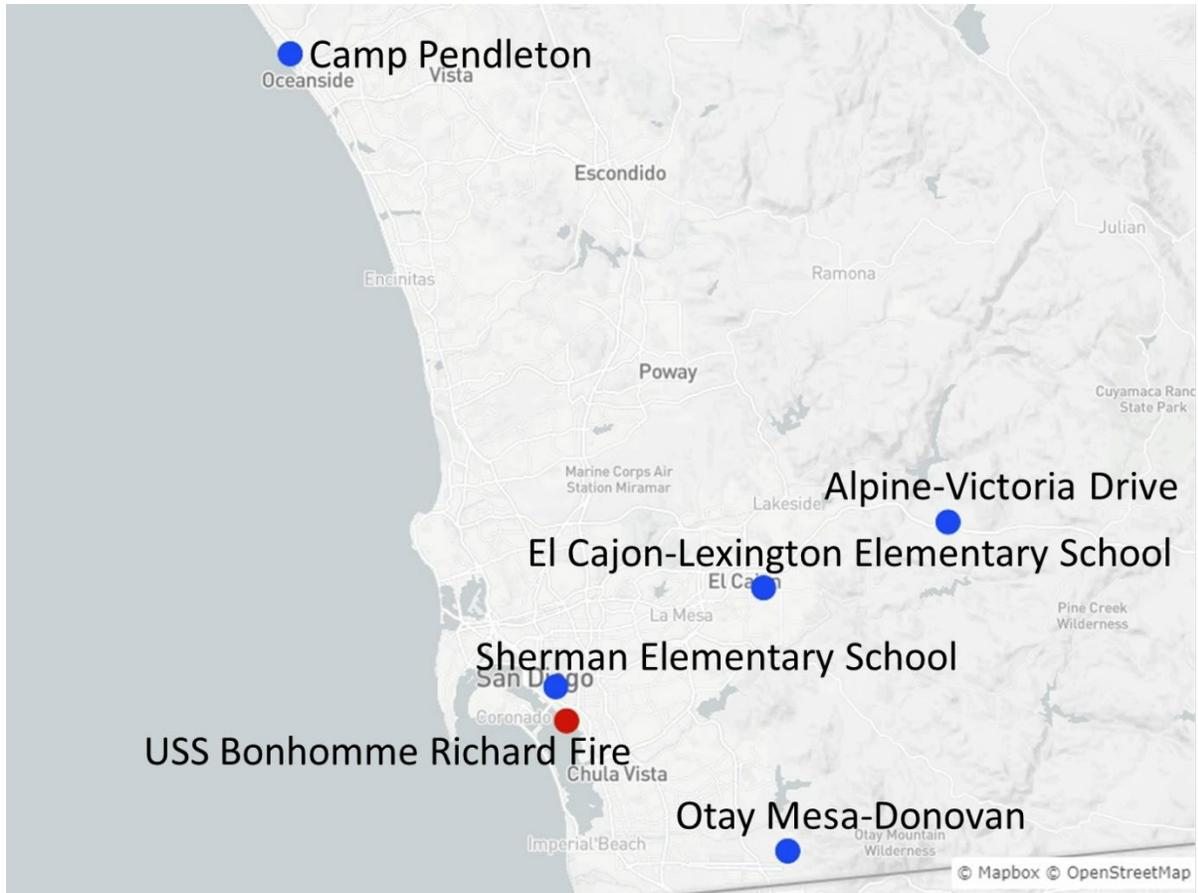 Camp Pendleton
Oceanside
Vista
Escondido
Julian
Ramona
Encinitas
Poway
Cuyamaca Ranc
State Park
Marine Corps Air
Station Miramar
Alpine-Victoria Drive
Lakeside
El Cajon-Lexington Elementary School
El Cajon
La Mesa
Pine Creek
Wilderness
Sherman Elementary School
San Diego
Coronado
USS Bonhomme Richard Fire
Chula Vista
Otay Mesa-Donovan
Otay Mountain
Wilderness
Imperial Beach
© Mapbox © OpenStreetMap